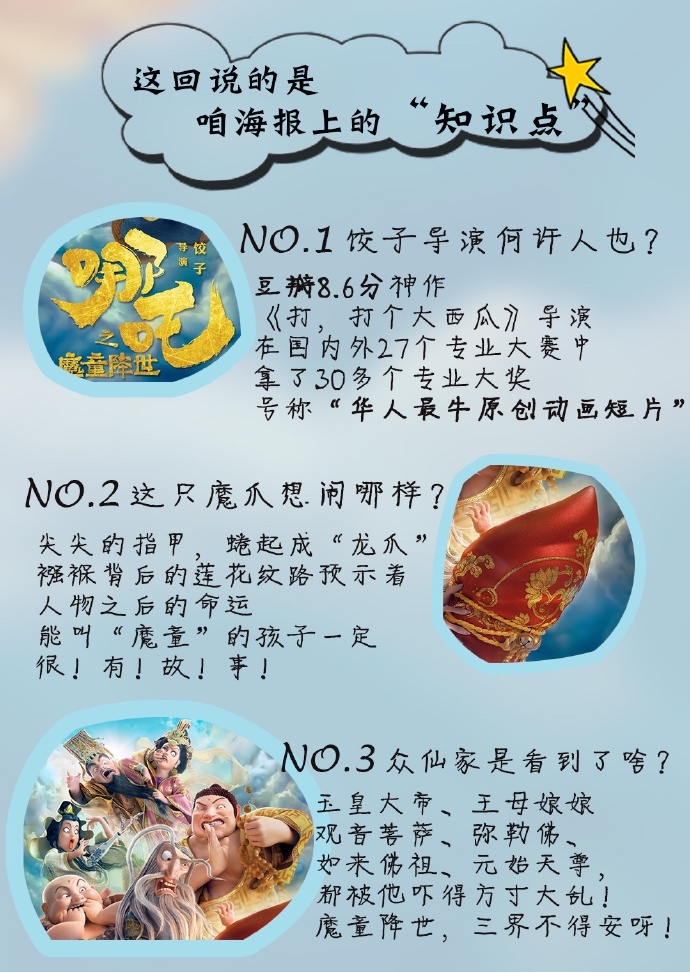 这回说的是
咱海报上的“知识点”
NO.1 饺子导演何许人也？
导演 饺子
哪吒
之
魔童降世
豆瓣8.6分神作
《打，打个大西瓜》导演
在国内外27个专业大赛中
拿了30多个专业大奖
号称“华人最牛原创动画短片”
NO.2 这只魔爪想闹哪样？
尖尖的指甲，蜷起成“龙爪”
襁褓背后的莲花纹路预示着
人物之后的命运
能叫“魔童”的孩子一定
很！有！故！事！
NO.3 众仙家是看到了啥？
玉皇大帝、王母娘娘
观音菩萨、弥勒佛、
如来佛祖、元始天尊，
都被他吓得方寸大乱！
魔童降世，三界不得安呀！